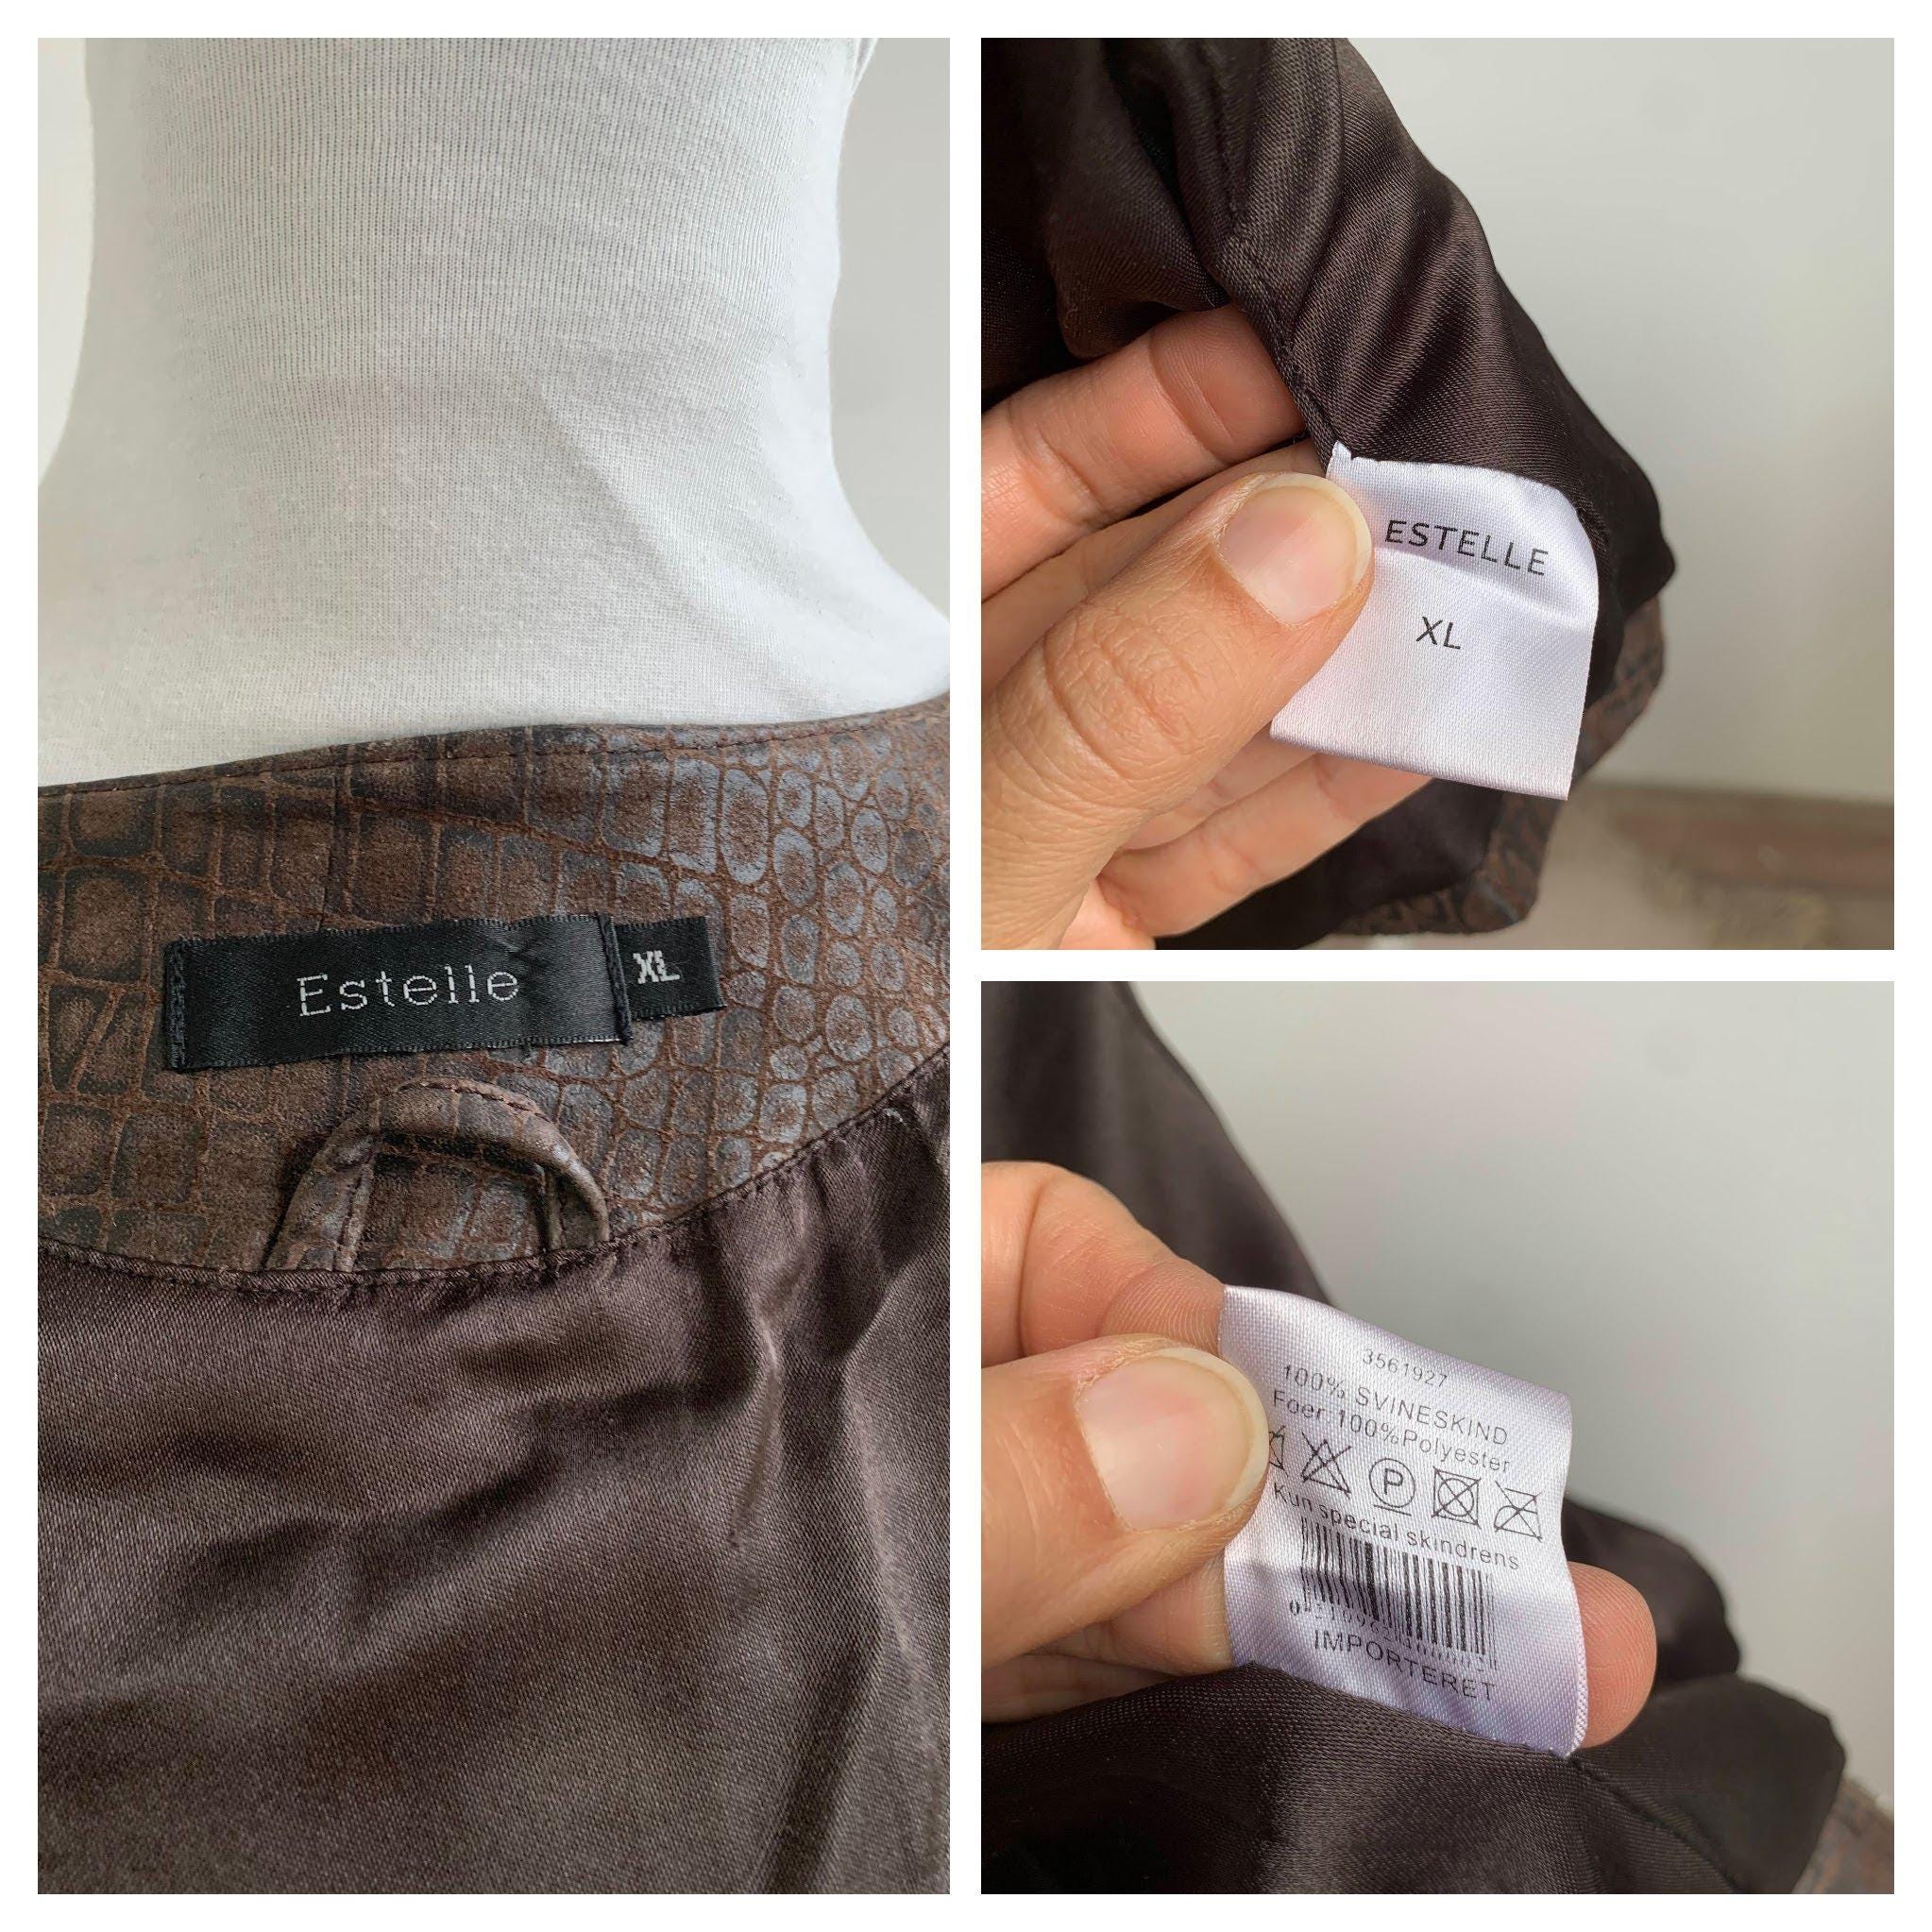 Estelle
XL
ESTELLE
XL
3561927
100% SVINESKIND
Foer 100%Polyester
P
Kun special skindrens
IMPORTERET